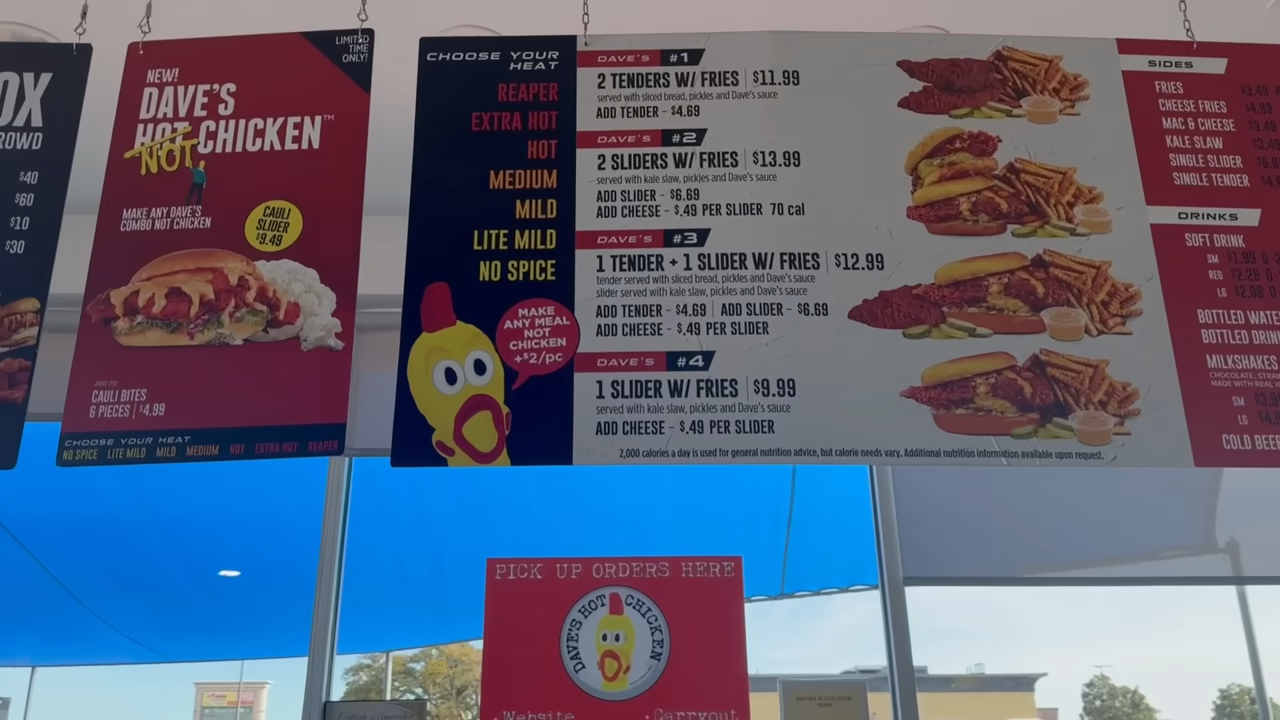 OX
ROWD
$40
$60
$10
$30
LIMITED
TIME
ONLY!
NEW!
DAVE'S
HOT CHICKEN™
NOT
MAKE ANY DAVE'S
COMBO NOT CHICKEN
CAULI
SLIDER
$9.49
also try
CAULI BITES
6 PIECES | $4.99
CHOOSE YOUR HEAT
NO SPICE LITE MILD MILD MEDIUM HOT EXTRA HOT REAPER
CHOOSE YOUR
HEAT
REAPER
EXTRA HOT
HOT
MEDIUM
MILD
LITE MILD
NO SPICE
MAKE
ANY MEAL
NOT
CHICKEN
+$2/pc
DAVE'S #1
2 TENDERS W/ FRIES | $11.99
served with sliced bread, pickles and Dave's sauce
ADD TENDER - $4.69
DAVE'S #2
2 SLIDERS W/ FRIES | $13.99
served with kale slaw, pickles and Dave's sauce
ADD SLIDER - $6.69
ADD CHEESE - $.49 PER SLIDER 70 cal
DAVE'S #3
1 TENDER + 1 SLIDER W/ FRIES | $12.99
tender served with sliced bread, pickles and Dave's sauce
slider served with kale slaw, pickles and Dave's sauce
ADD TENDER - $4.69 | ADD SLIDER - $6.69
ADD CHEESE - $.49 PER SLIDER
DAVE'S #4
1 SLIDER W/ FRIES | $9.99
served with kale slaw, pickles and Dave's sauce
ADD CHEESE - $.49 PER SLIDER
2,000 calories a day is used for general nutrition advice, but calorie needs vary. Additional nutrition information available upon request.
SIDES
FRIES
CHEESE FRIES
MAC & CHEESE
KALE SLAW
SINGLE SLIDER
SINGLE TENDER
DRINKS
SOFT DRINK
SM
REG
LG
BOTTLED WATE
BOTTLED DRIN
MILKSHAKES
CHOCOLATE, STRAW
MADE WITH REAL
SM
LG
COLD BEER
PICK UP ORDERS HERE
DAVE'S HOT CHICKEN
·Website ·Carryout